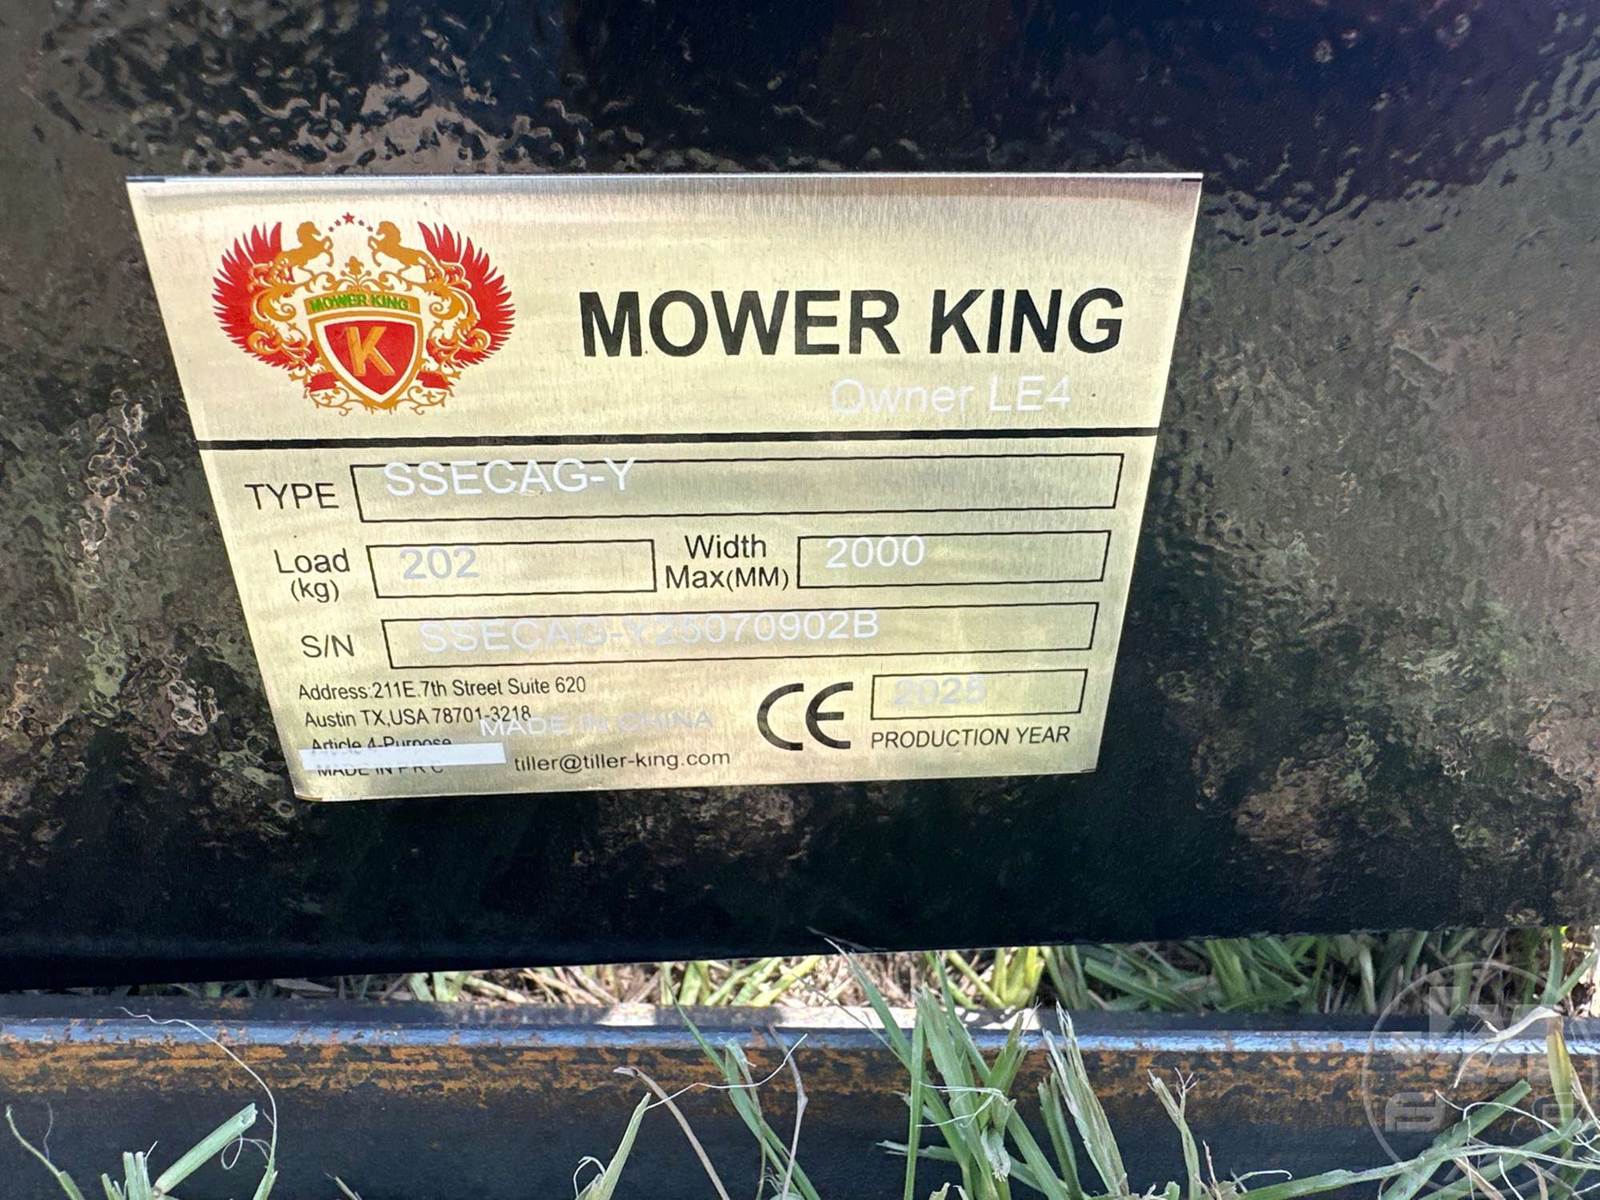 MOWER KING
K
MOWER KING
Owner LE4
TYPE SSECAG-Y
Load (kg) 202 Width Max(MM) 2000
S/N SSECAG-Y25070902B
Address:211E.7th Street Suite 620
Austin TX,USA 78701-3218
MADE IN CHINA
Article 4-Purpose
MADE IN P R C
tiller@tiller-king.com
CE 2025
PRODUCTION YEAR